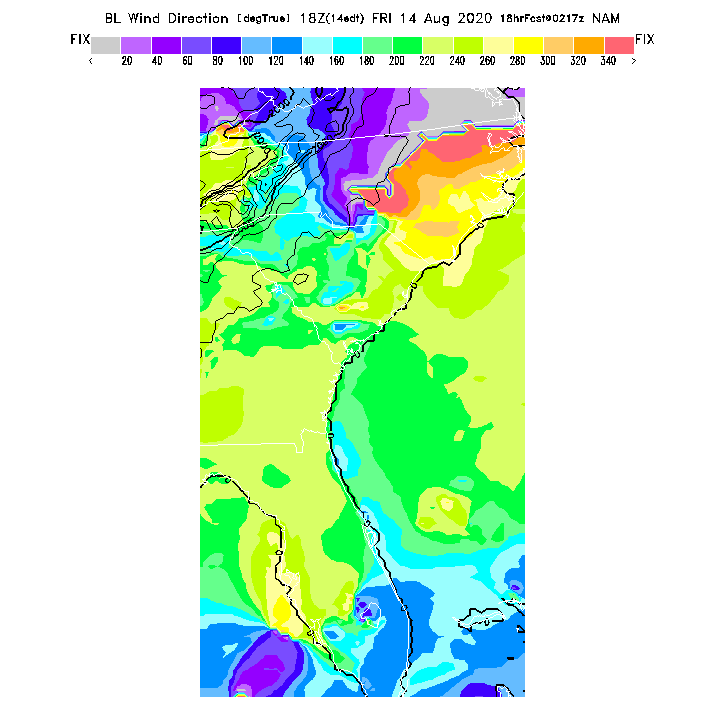 BL Wind Direction [degTrue] 18Z(14edt) FRI 14 Aug 2020 18hrFcst@0217z NAM
FIX FIX
< 20 40 60 80 100 120 140 160 180 200 220 240 260 280 300 320 340 >